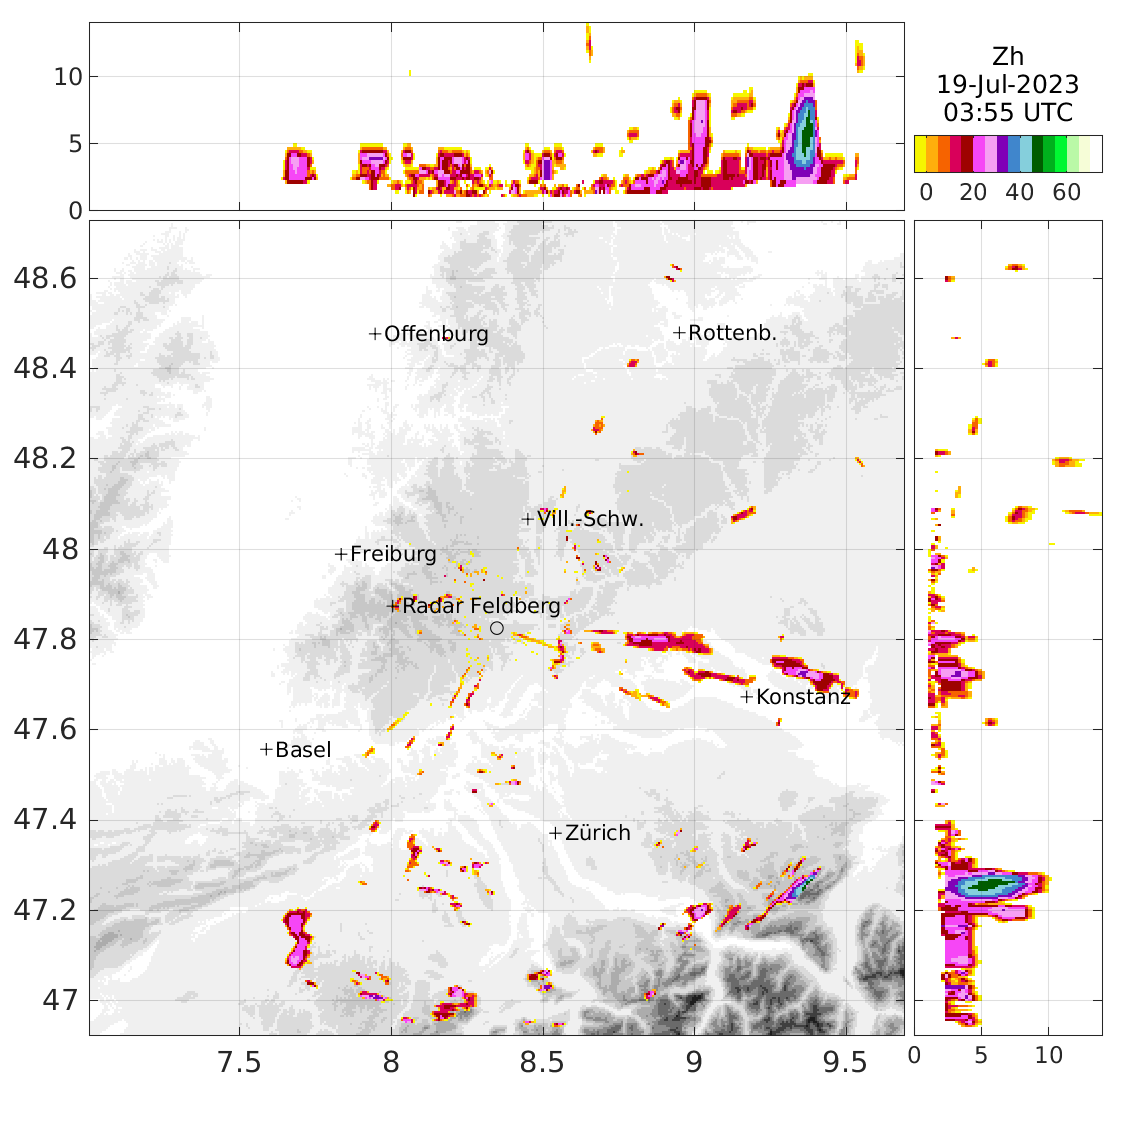 10
5
0
Zh
19-Jul-2023
03:55 UTC
0 20 40 60
48.6
48.4
48.2
48
47.8
47.6
47.4
47.2
47
+Offenburg
+Rottenb.
+Vill.-Schw.
+Freiburg
+Radar Feldberg
+Konstanz
+Basel
+Zürich
7.5 8 8.5 9 9.5
0 5 10